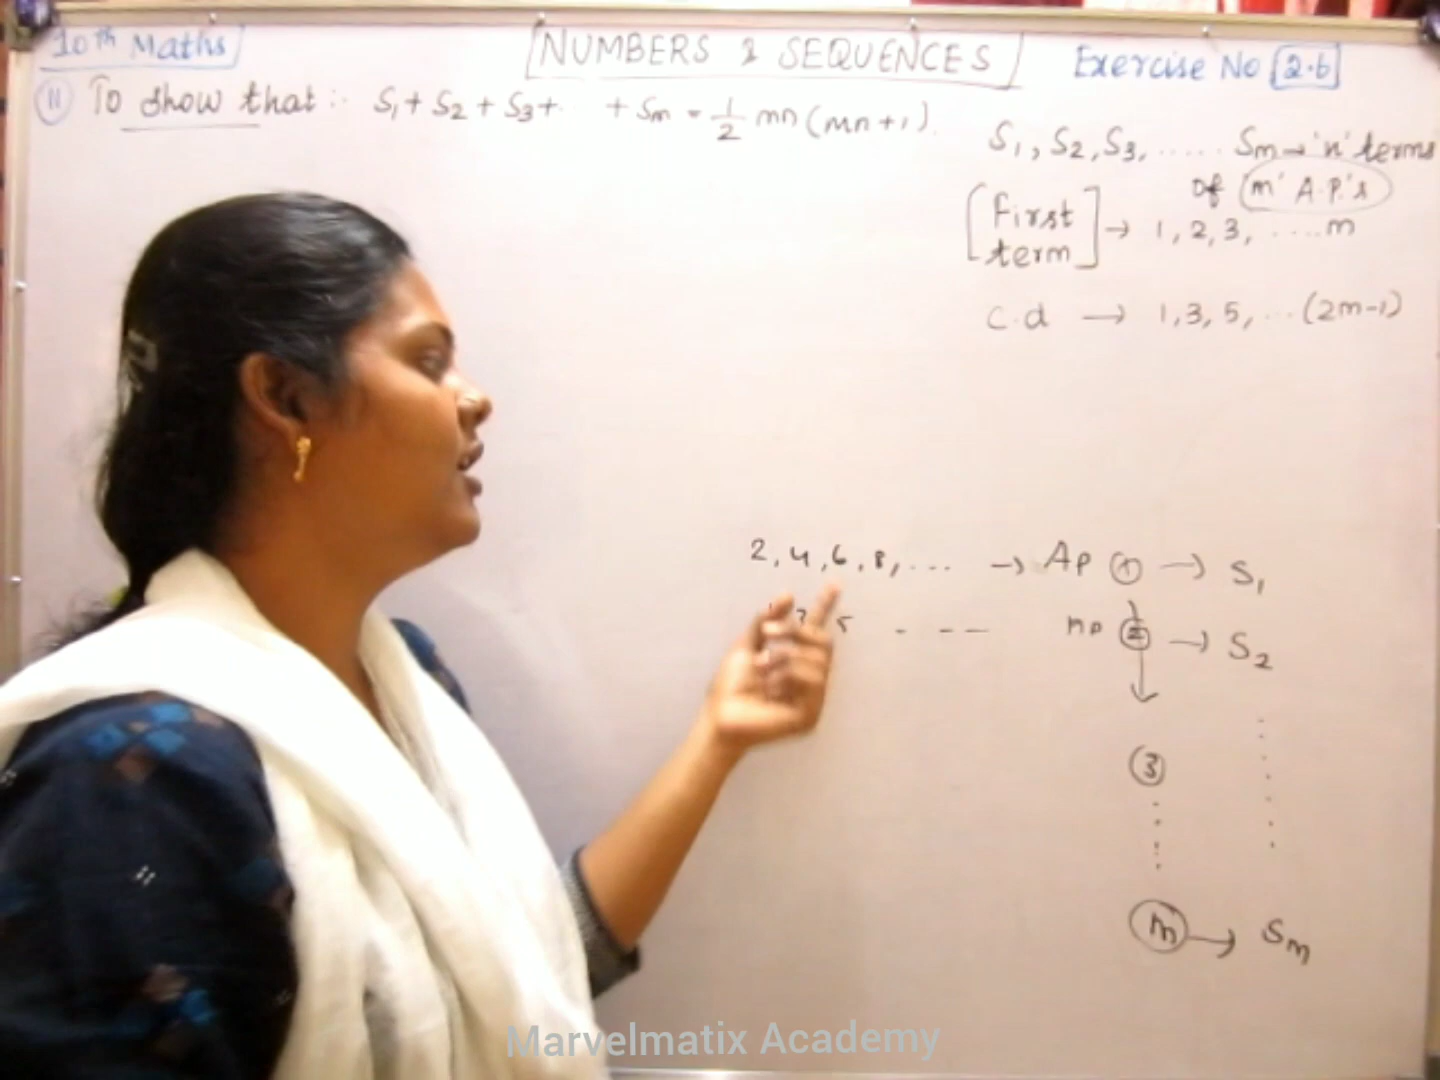 10th Maths
NUMBERS & SEQUENCES
Exercise No 2.6
11 To show that :- S1 + S2 + S3 + ... + Sm = 1/2 mn (mn+1).
S1, S2, S3, ...... Sm → 'n' terms
of 'm' A.P.'s
[First term] → 1, 2, 3, ..... m
c.d → 1, 3, 5, ... (2m-1)
2, 4, 6, 8, ... → AP 1 → S1
5 - - - 2 → S2
3
m → Sm
Marvelmatix Academy